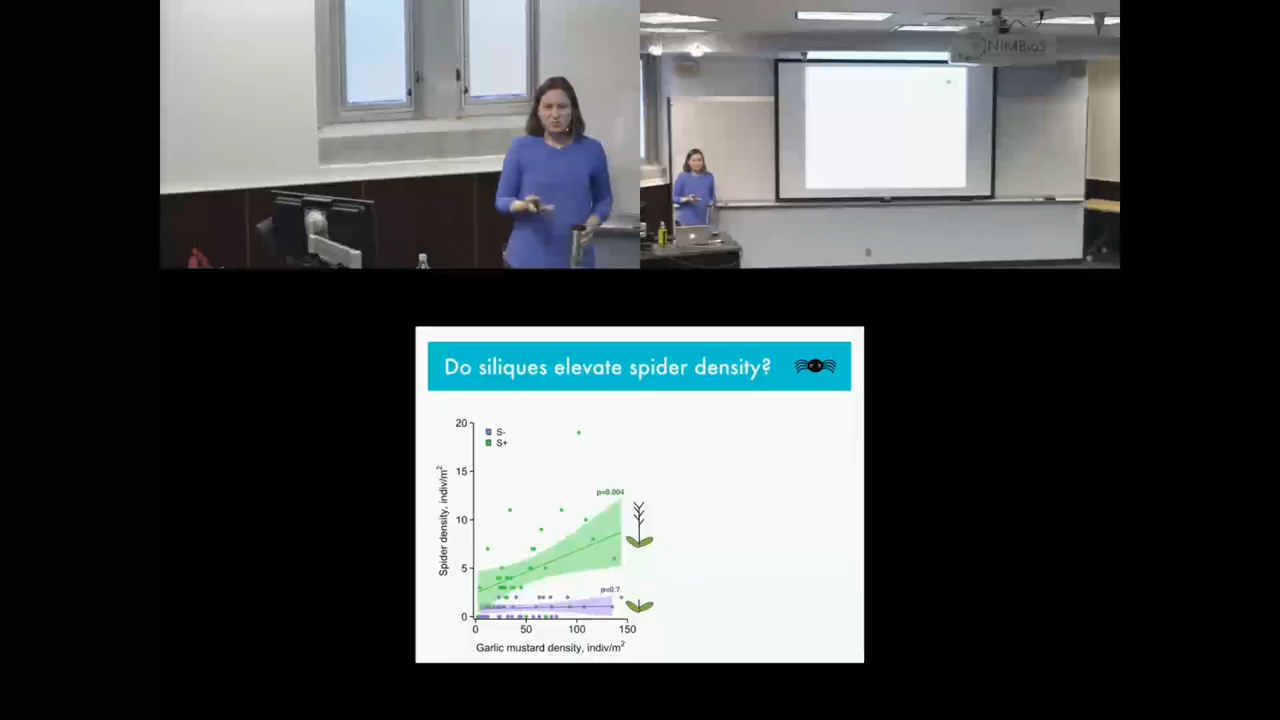 NIMBioS
Do siliques elevate spider density?
20
15
10
5
0
S-
S+
p=0.004
p=0.7
0
50
100
150
Spider density, indiv/m²
Garlic mustard density, indiv/m²